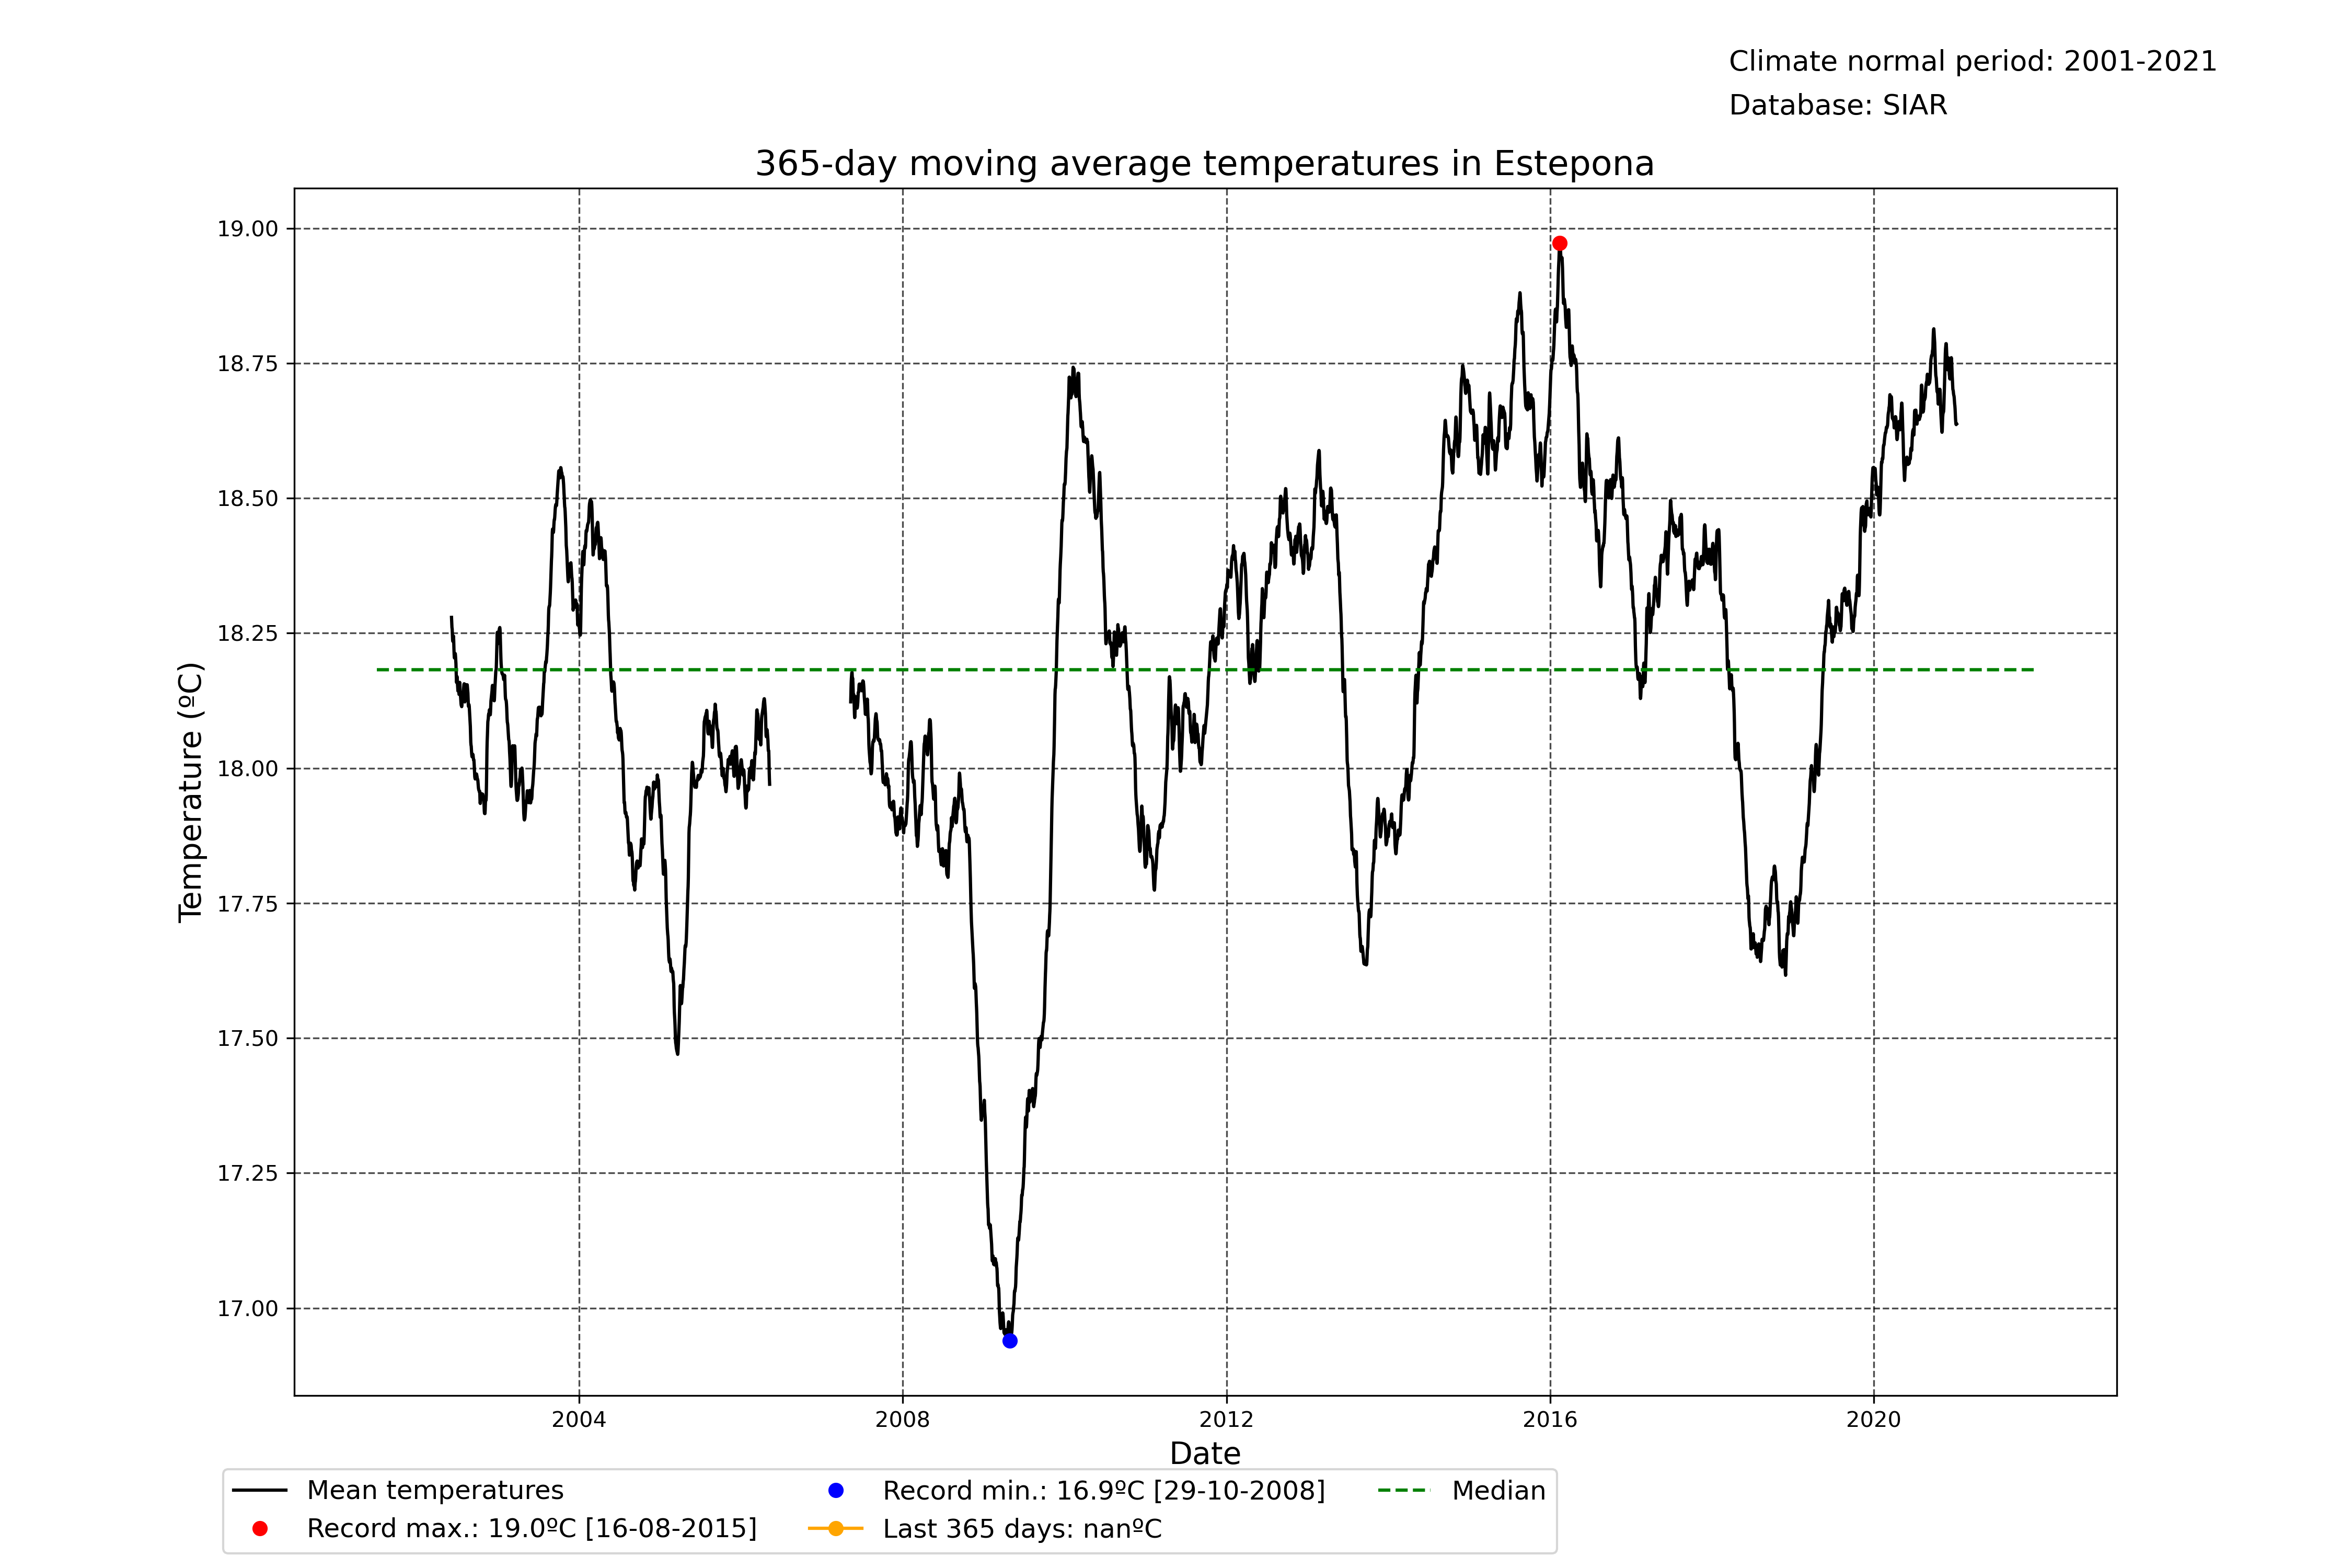 Climate normal period: 2001-2021
Database: SIAR
365-day moving average temperatures in Estepona
Temperature (ºC)
19.00
18.75
18.50
18.25
18.00
17.75
17.50
17.25
17.00
2004
2008
2012
2016
2020
Date
Mean temperatures
Record max.: 19.0ºC [16-08-2015]
Record min.: 16.9ºC [29-10-2008]
Last 365 days: nanºC
Median